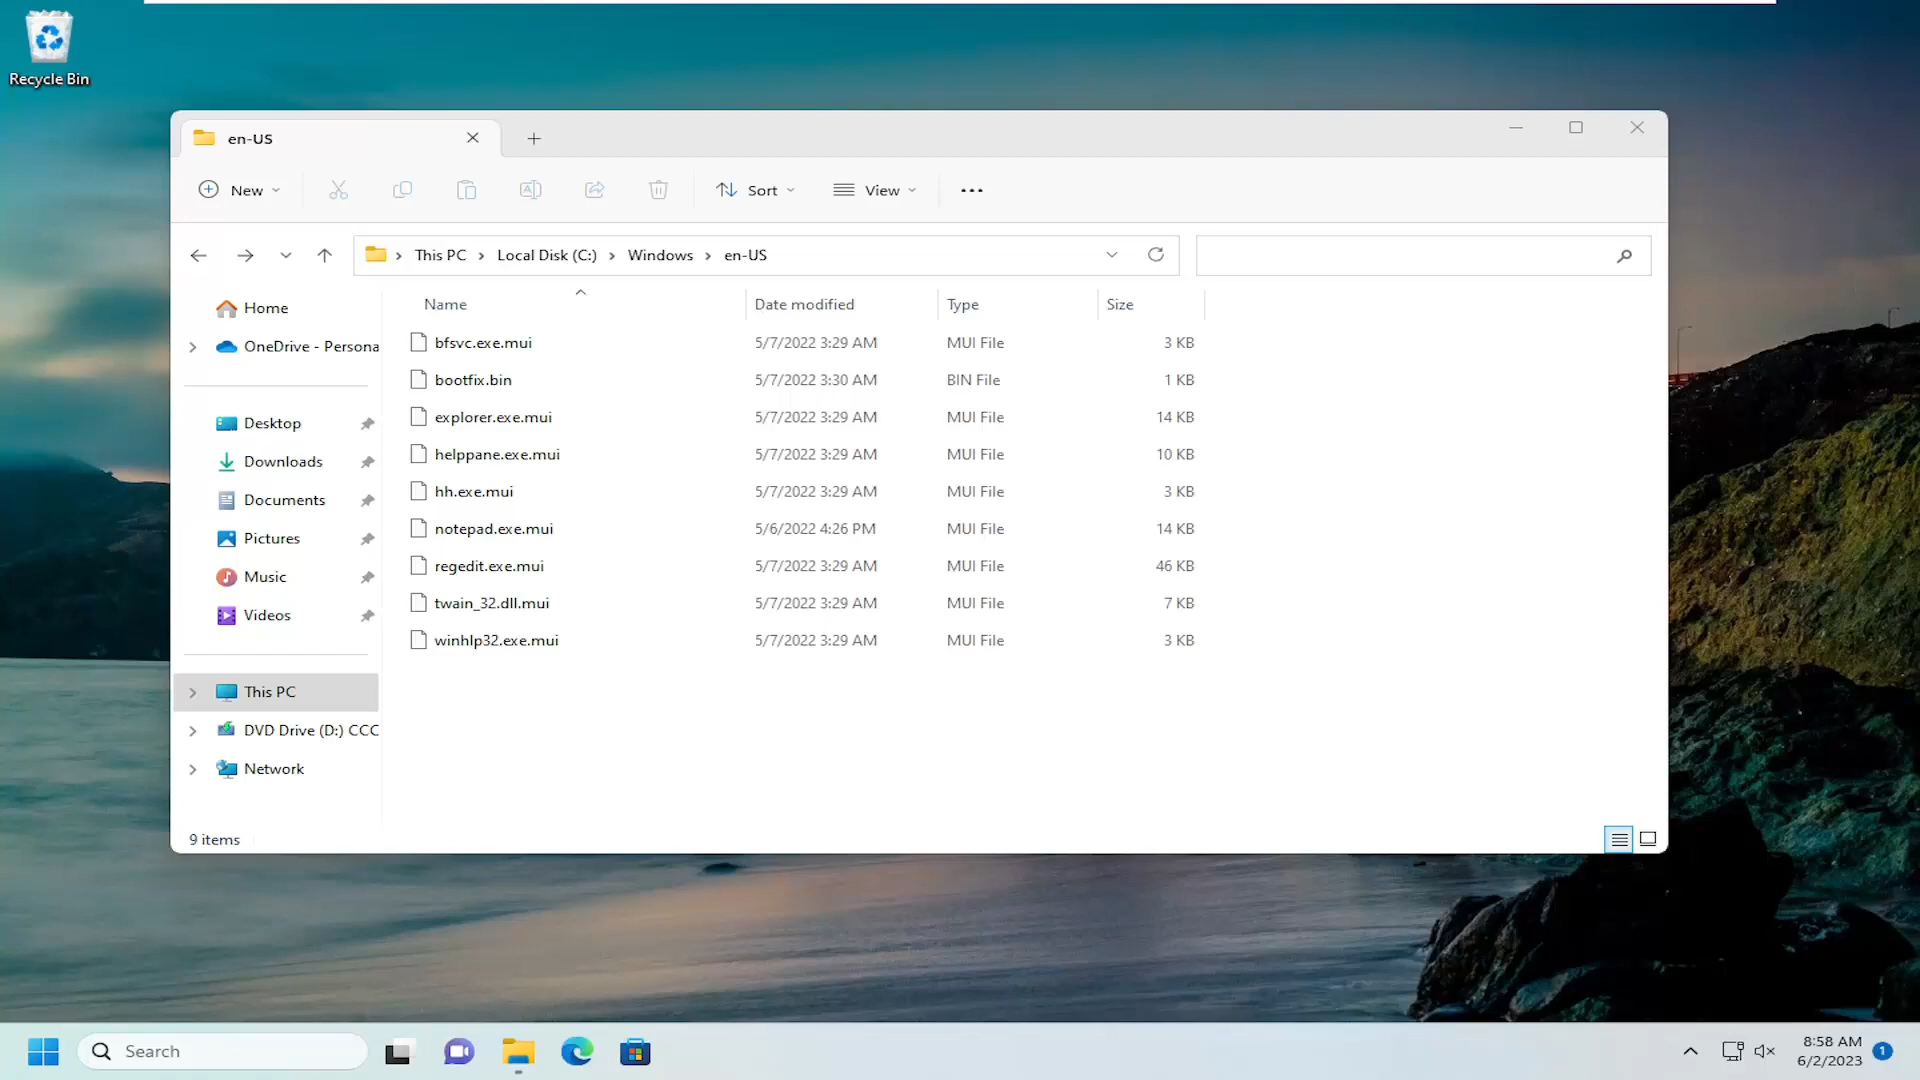 Recycle Bin
en-US
New
Sort
View
This PC
Local Disk (C:)
Windows
en-US
Home
OneDrive - Persona
Desktop
Downloads
Documents
Pictures
Music
Videos
This PC
DVD Drive (D:) CCC
Network
Name Date modified Type Size
bfsvc.exe.mui 5/7/2022 3:29 AM MUI File 3 KB
bootfix.bin 5/7/2022 3:30 AM BIN File 1 KB
explorer.exe.mui 5/7/2022 3:29 AM MUI File 14 KB
helppane.exe.mui 5/7/2022 3:29 AM MUI File 10 KB
hh.exe.mui 5/7/2022 3:29 AM MUI File 3 KB
notepad.exe.mui 5/6/2022 4:26 PM MUI File 14 KB
regedit.exe.mui 5/7/2022 3:29 AM MUI File 46 KB
twain_32.dll.mui 5/7/2022 3:29 AM MUI File 7 KB
winhlp32.exe.mui 5/7/2022 3:29 AM MUI File 3 KB
9 items
Search
8:58 AM
6/2/2023
1